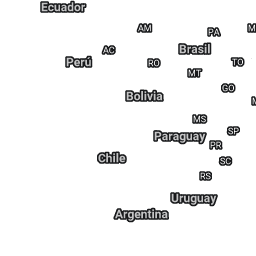 Ecuador
AM
PA
M
AC
Brasil
Perú
RO
TO
MT
GO
Bolivia
MS
SP
Paraguay
PR
Chile
SC
RS
Uruguay
Argentina